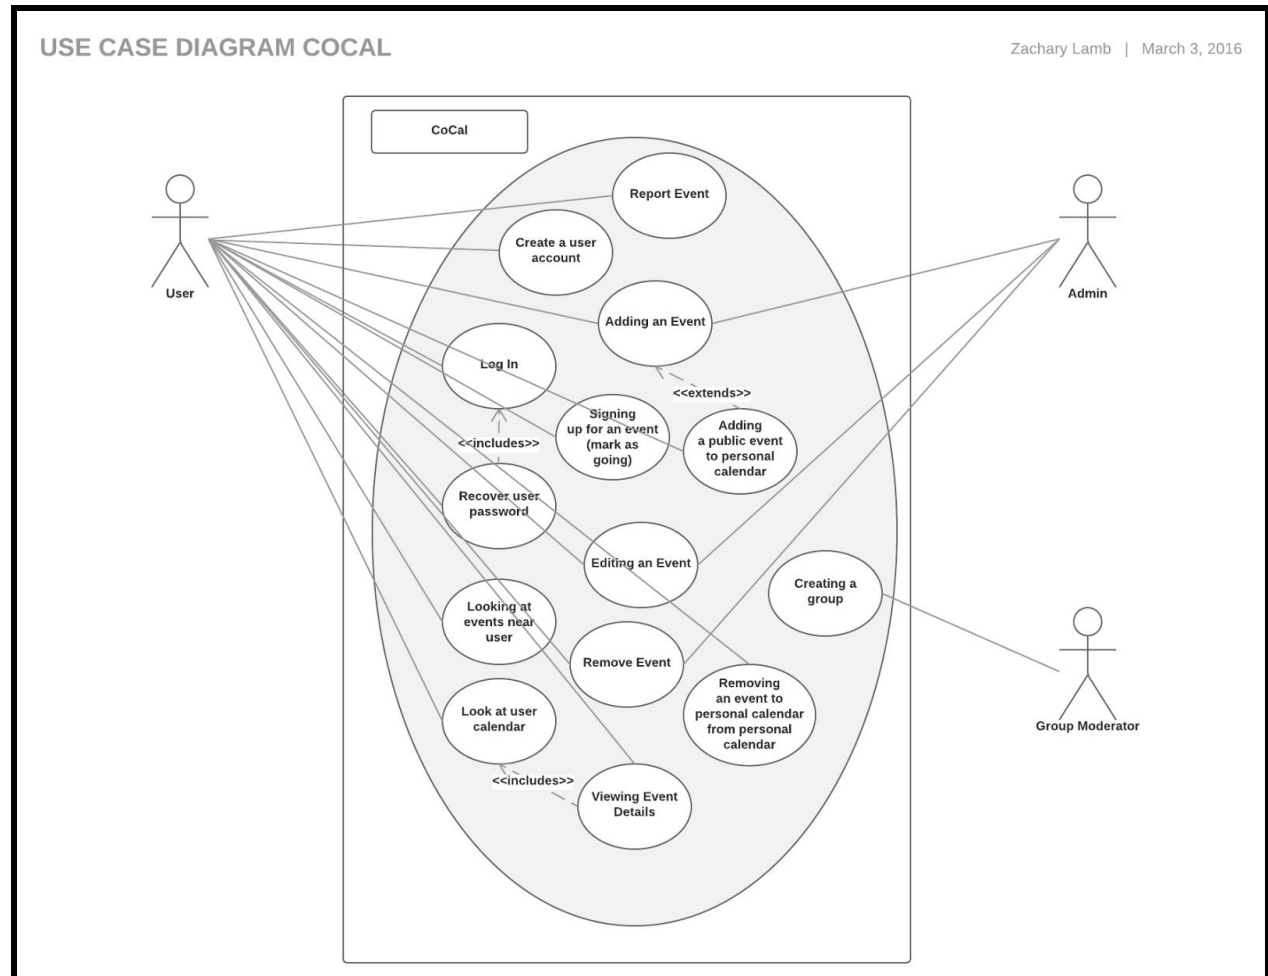 USE CASE DIAGRAM COCAL
Zachary Lamb | March 3, 2016
CoCal
Report Event
Create a user
account
User
Admin
Adding an Event
Log In
<<extends>>
Signing
up for an event
(mark as
going)
Adding
a public event
to personal
calendar
<<includes>>
Recover user
password
Editing an Event
Creating a
group
Looking at
events near
user
Remove Event
Removing
an event to
personal calendar
from personal
calendar
Look at user
calendar
Group Moderator
<<includes>>
Viewing Event
Details